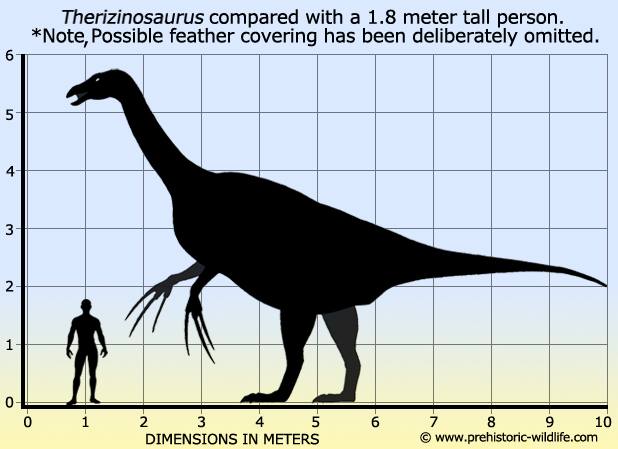 Therizinosaurus compared with a 1.8 meter tall person.
*Note,Possible feather covering has been deliberately omitted.
6
5
4
3
2
1
0
0 1 2 3 4 5 6 7 8 9 10
DIMENSIONS IN METERS © www.prehistoric-wildlife.com